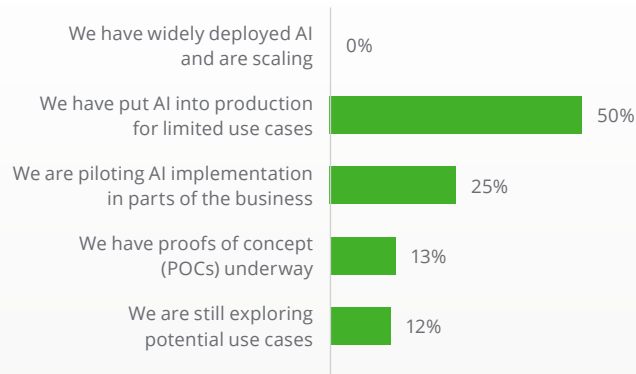 We have widely deployed AI
and are scaling
0%
We have put AI into production
for limited use cases
50%
We are piloting AI implementation
in parts of the business
25%
We have proofs of concept
(POCs) underway
13%
We are still exploring
potential use cases
12%